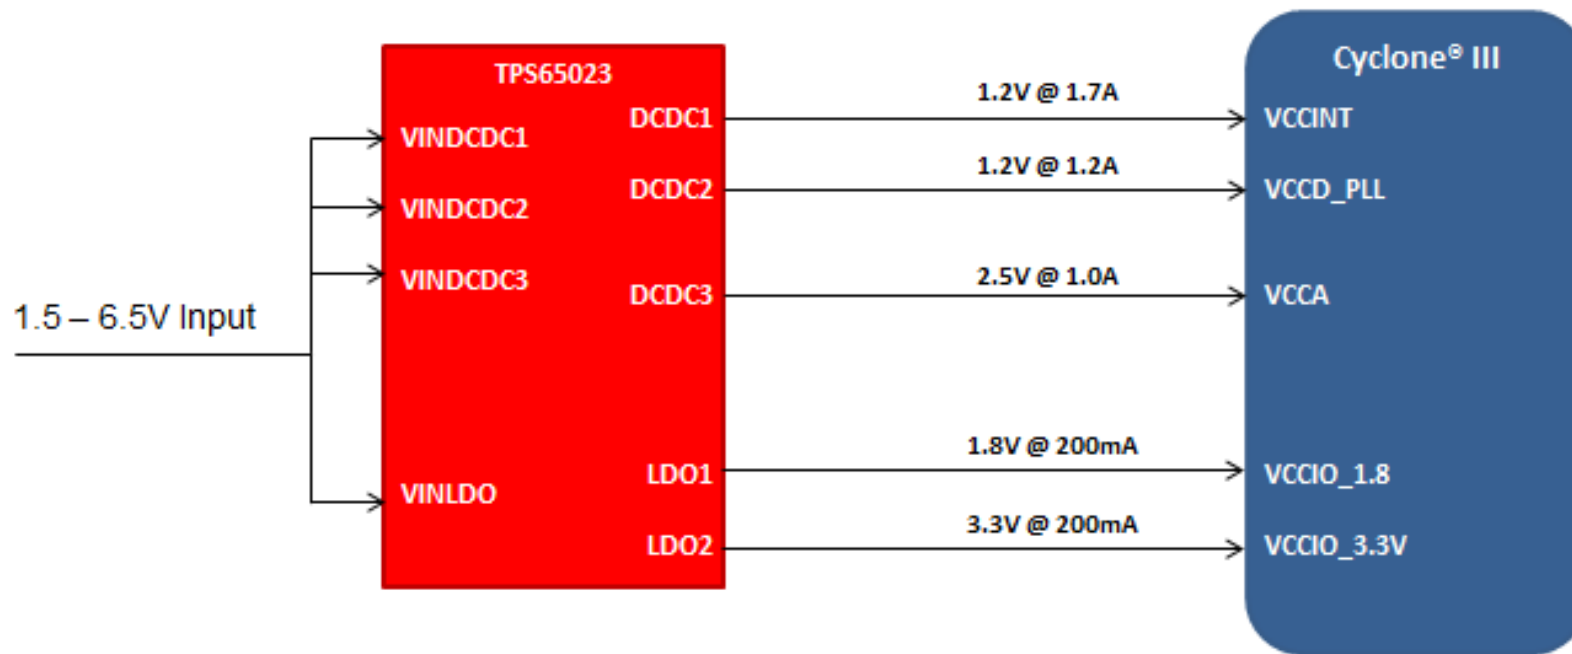 TPS65023
VINDCDC1
VINDCDC2
VINDCDC3
VINLDO
DCDC1
DCDC2
DCDC3
LDO1
LDO2
1.5 – 6.5V Input
1.2V @ 1.7A
1.2V @ 1.2A
2.5V @ 1.0A
1.8V @ 200mA
3.3V @ 200mA
Cyclone® III
VCCINT
VCCD_PLL
VCCA
VCCIO_1.8
VCCIO_3.3V